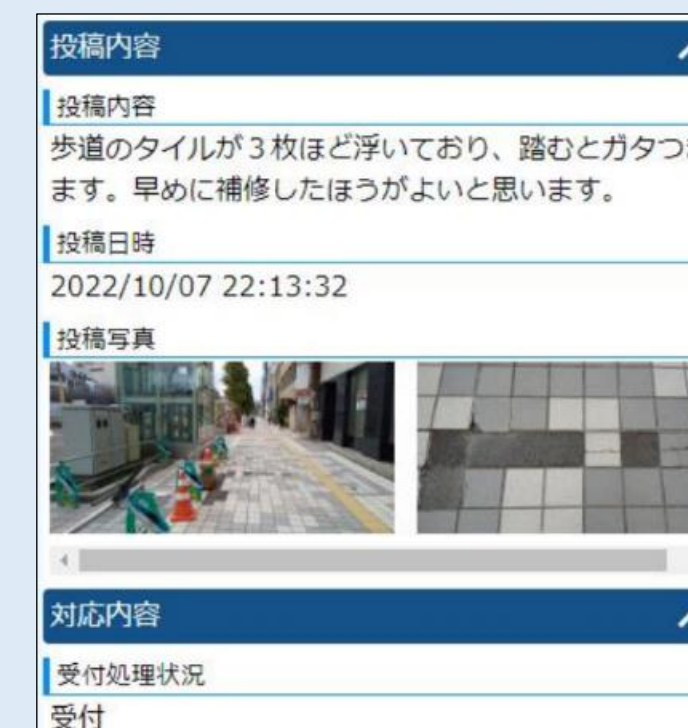 投稿内容
投稿内容
歩道のタイルが３枚ほど浮いており、踏むとガタつ
ます。早めに補修したほうがよいと思います。
投稿日時
2022/10/07 22:13:32
投稿写真
対応内容
受付処理状況
受付